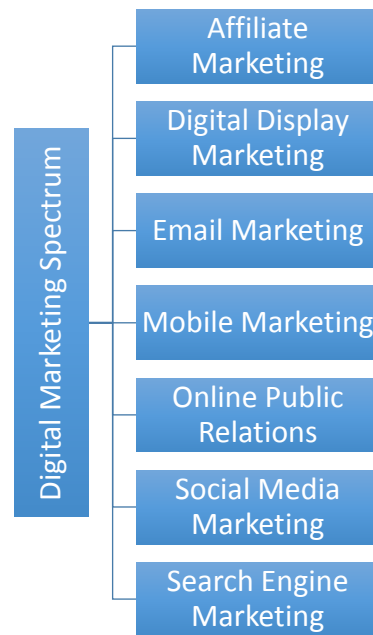 Digital Marketing Spectrum
Affiliate
Marketing
Digital Display
Marketing
Email Marketing
Mobile Marketing
Online Public
Relations
Social Media
Marketing
Search Engine
Marketing